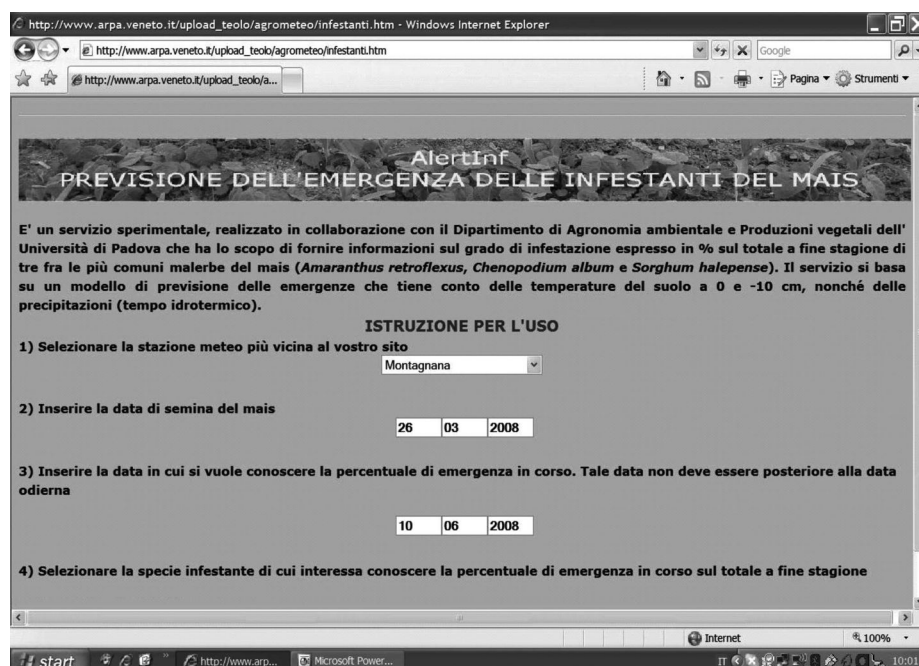 http://www.arpa.veneto.it/upload_teolo/agrometeo/infestanti.htm - Windows Internet Explorer
http://www.arpa.veneto.it/upload_teolo/agrometeo/infestanti.htm
Google
http://www.arpa.veneto.it/upload_teolo/a...
Pagina
Strumenti
AlertInf
PREVISIONE DELL'EMERGENZA DELLE INFESTANTI DEL MAIS
E' un servizio sperimentale, realizzato in collaborazione con il Dipartimento di Agronomia ambientale e Produzioni vegetali dell'
Università di Padova che ha lo scopo di fornire informazioni sul grado di infestazione espresso in % sul totale a fine stagione di
tre fra le più comuni malerbe del mais (Amaranthus retroflexus, Chenopodium album e Sorghum halepense). Il servizio si basa
su un modello di previsione delle emergenze che tiene conto delle temperature del suolo a 0 e -10 cm, nonché delle
precipitazioni (tempo idrotermico).
ISTRUZIONE PER L'USO
1) Selezionare la stazione meteo più vicina al vostro sito
Montagnana
2) Inserire la data di semina del mais
26 03 2008
3) Inserire la data in cui si vuole conoscere la percentuale di emergenza in corso. Tale data non deve essere posteriore alla data
odierna
10 06 2008
4) Selezionare la specie infestante di cui interessa conoscere la percentuale di emergenza in corso sul totale a fine stagione
Internet
100%
start
http://www.arp...
Microsoft Power...
IT
10:01